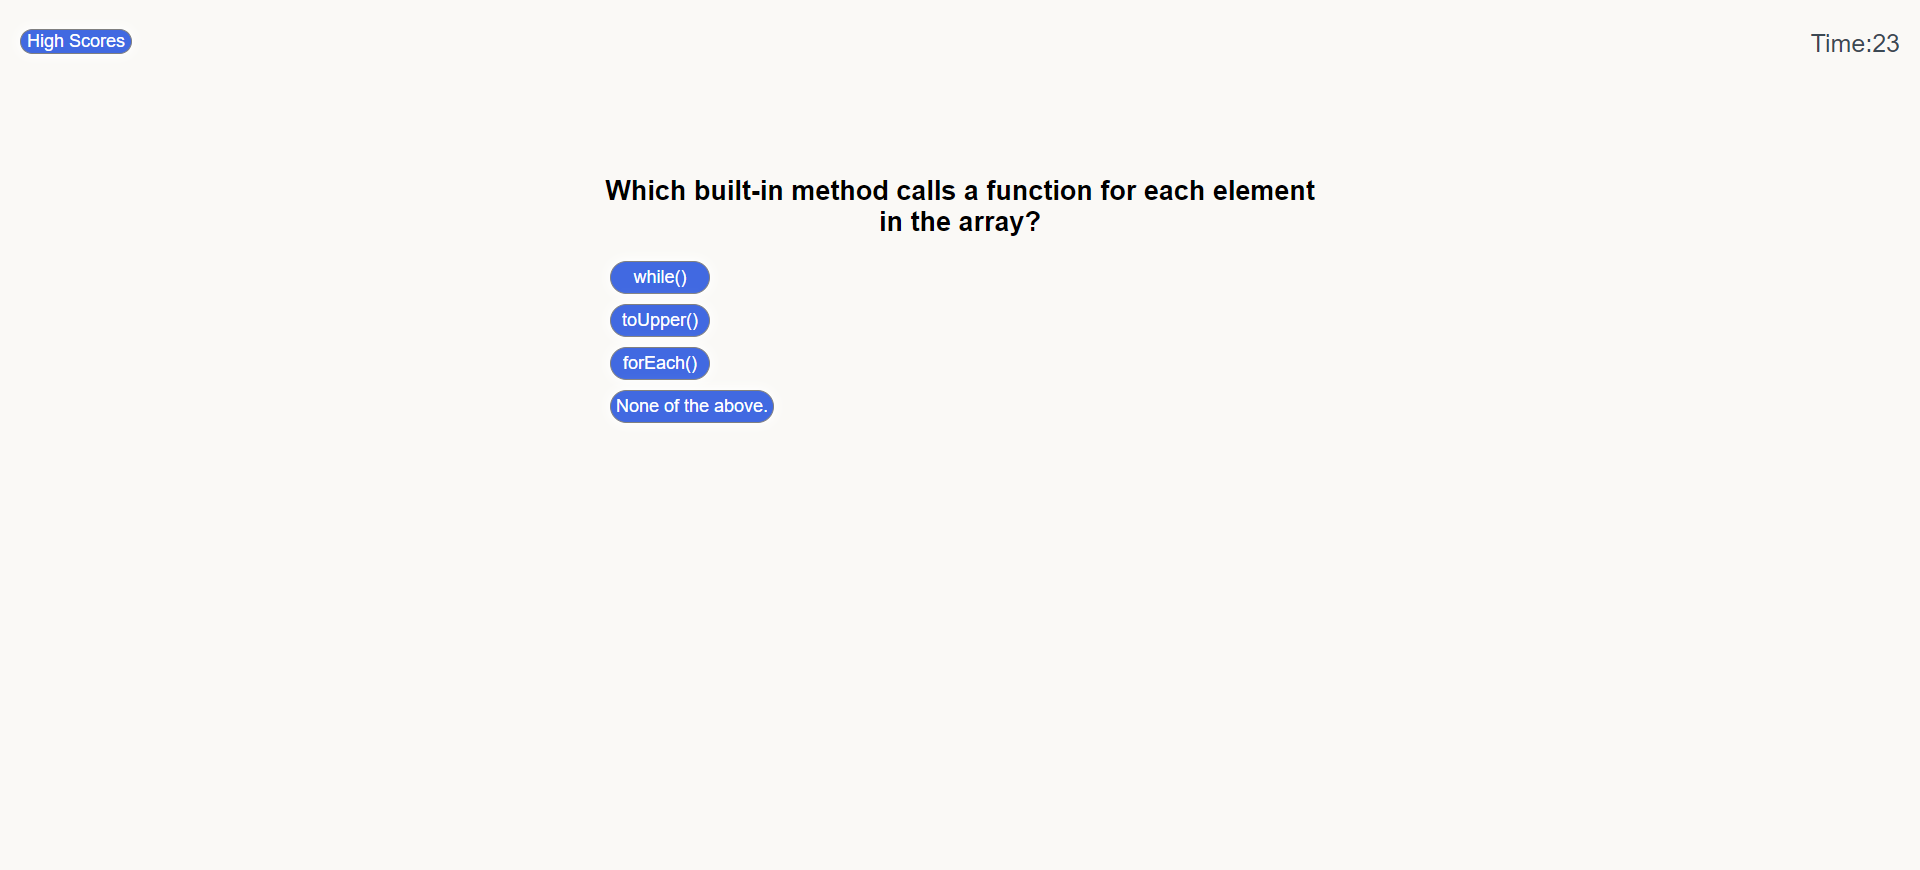 High Scores
Time:23
Which built-in method calls a function for each element
in the array?
while()
toUpper()
forEach()
None of the above.